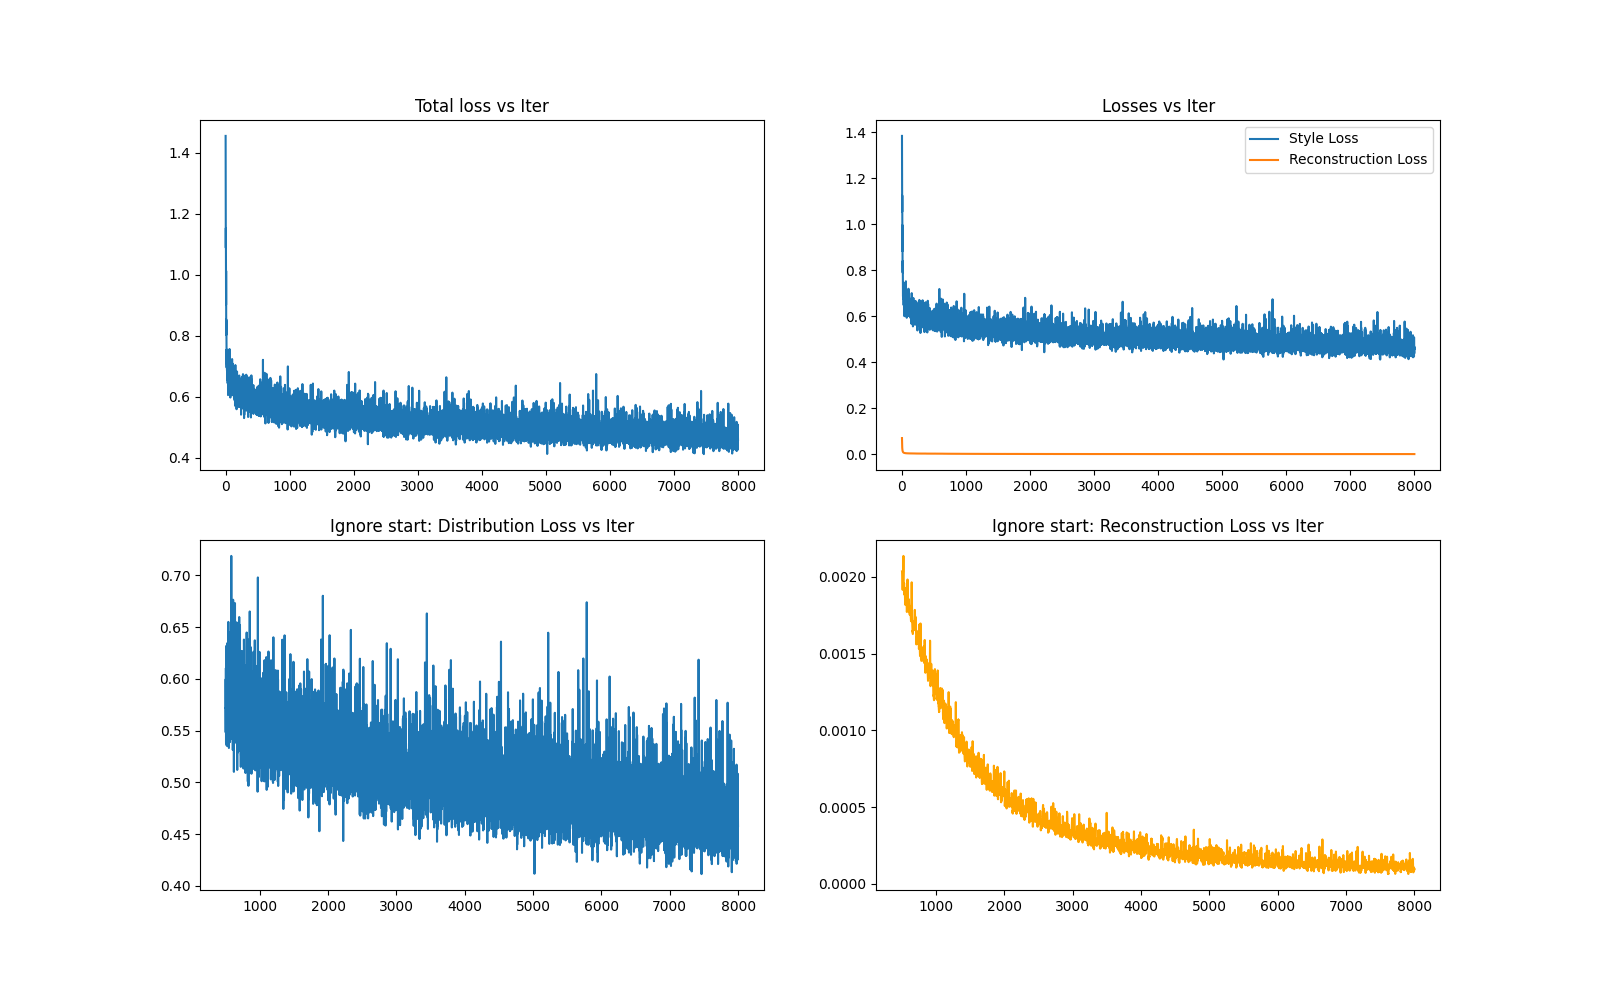 Total loss vs Iter
1.4
1.2
1.0
0.8
0.6
0.4
0 1000 2000 3000 4000 5000 6000 7000 8000
Losses vs Iter
Style Loss
Reconstruction Loss
1.4
1.2
1.0
0.8
0.6
0.4
0.2
0.0
0 1000 2000 3000 4000 5000 6000 7000 8000
Ignore start: Distribution Loss vs Iter
0.70
0.65
0.60
0.55
0.50
0.45
0.40
1000 2000 3000 4000 5000 6000 7000 8000
Ignore start: Reconstruction Loss vs Iter
0.0020
0.0015
0.0010
0.0005
0.0000
1000 2000 3000 4000 5000 6000 7000 8000